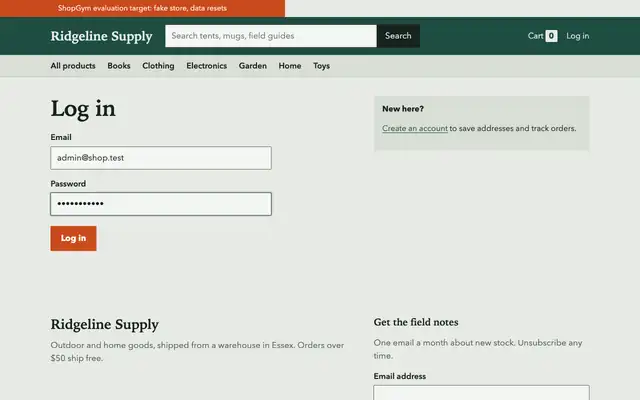 ShopGym evaluation target: fake store, data resets
Ridgeline Supply
Search tents, mugs, field guides
Search
Cart 0
Log in
All products
Books
Clothing
Electronics
Garden
Home
Toys
Log in
Email
admin@shop.test
Password
•••••••••••
Log in
New here?
Create an account to save addresses and track orders.
Ridgeline Supply
Outdoor and home goods, shipped from a warehouse in Essex. Orders over
$50 ship free.
Get the field notes
One email a month about new stock. Unsubscribe any
time.
Email address